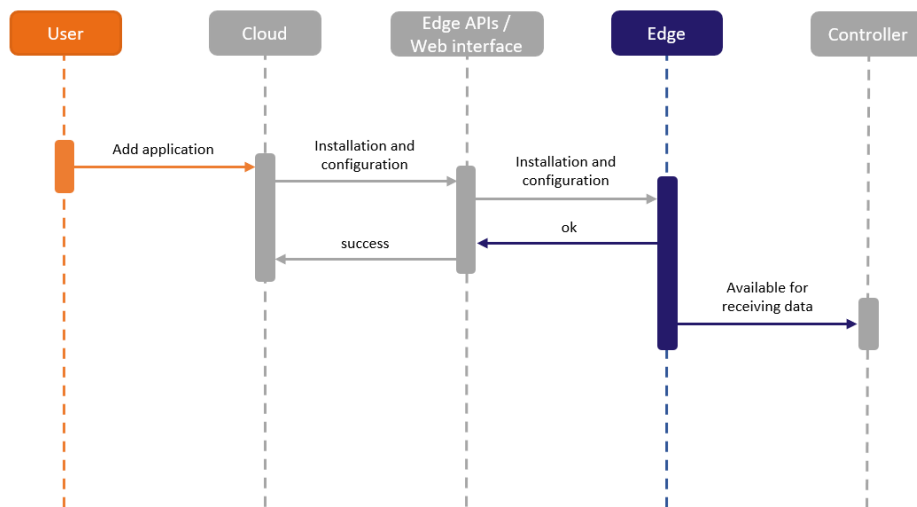 User
Cloud
Edge APIs /
Web interface
Edge
Controller
Add application
Installation and
configuration
Installation and
configuration
ok
success
Available for
receiving data